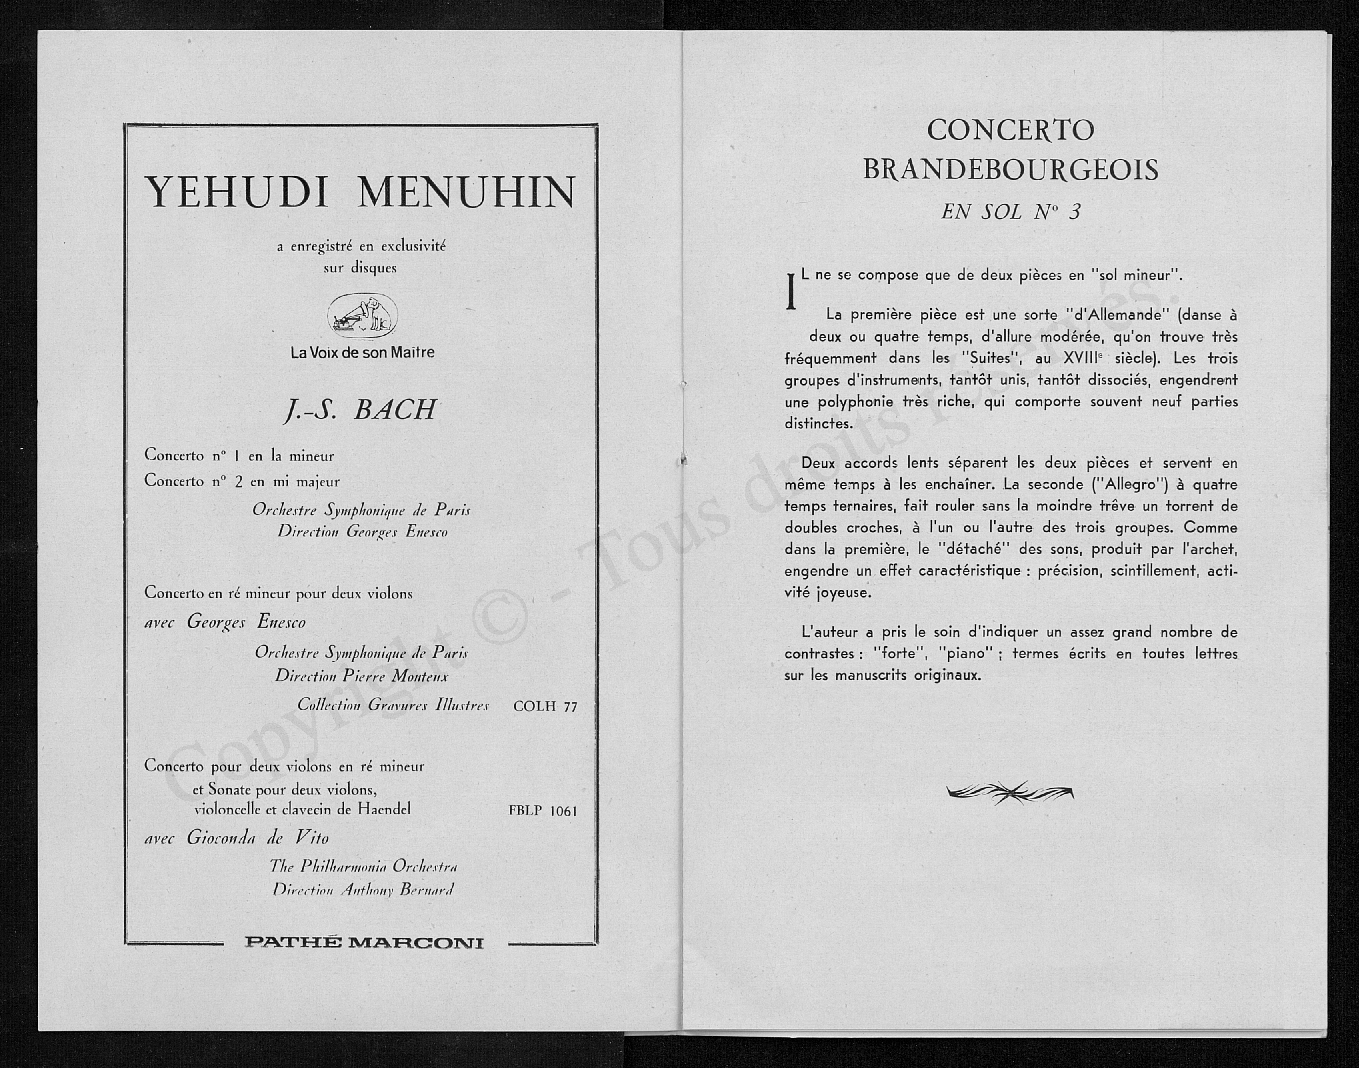 YEHUDI MENUHIN
a enregistré en exclusivité
sur disques
La Voix de son Maître
J.-S. BACH
Concerto n° 1 en la mineur
Concerto n° 2 en mi majeur
Orchestre Symphonique de Paris
Direction Georges Enesco
Concerto en ré mineur pour deux violons
avec Georges Enesco
Orchestre Symphonique de Paris
Direction Pierre Monteux
Collection Gravures Illustres COLH 77
Concerto pour deux violons en ré mineur
et Sonate pour deux violons,
violoncelle et clavecin de Haendel FBLP 1061
avec Gioconda de Vito
The Philharmonia Orchestra
Direction Anthony Bernard
PATHÉ MARCONI
CONCERTO
BRANDEBOURGEOIS
EN SOL N° 3
IL ne se compose que de deux pièces en "sol mineur".
La première pièce est une sorte "d'Allemande" (danse à
deux ou quatre temps, d'allure modérée, qu'on trouve très
fréquemment dans les "Suites", au XVIIIe siècle). Les trois
groupes d'instruments, tantôt unis, tantôt dissociés, engendrent
une polyphonie très riche, qui comporte souvent neuf parties
distinctes.
Deux accords lents séparent les deux pièces et servent en
même temps à les enchaîner. La seconde ("Allegro") à quatre
temps ternaires, fait rouler sans la moindre trêve un torrent de
doubles croches, à l'un ou l'autre des trois groupes. Comme
dans la première, le "détaché" des sons, produit par l'archet,
engendre un effet caractéristique : précision, scintillement, acti-
vité joyeuse.
L'auteur a pris le soin d'indiquer un assez grand nombre de
contrastes : "forte", "piano" ; termes écrits en toutes lettres
sur les manuscrits originaux.
Copyright © - Tous droits réservés.